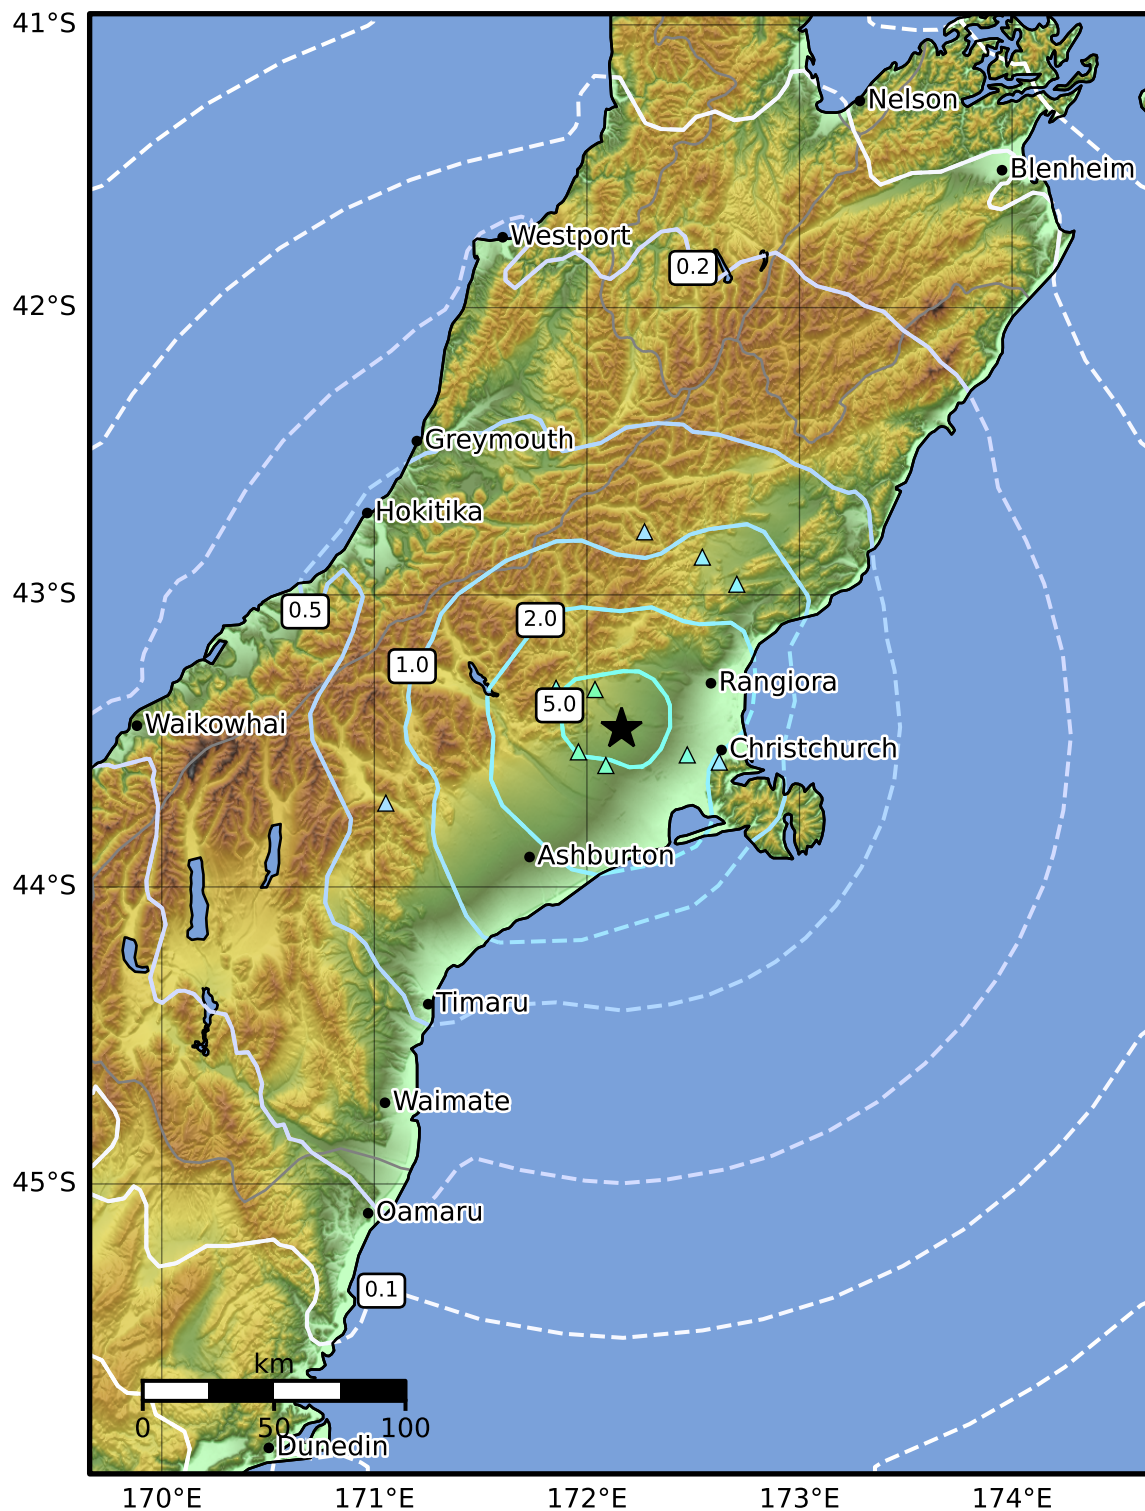 41°S
Nelson
Blenheim
Westport
0.2
42°S
Greymouth
Hokitika
43°S
0.5
2.0
1.0
Rangiora
5.0
Waikowhai
Christchurch
Ashburton
44°S
Timaru
Waimate
45°S
Oamaru
0.1
km
0 50 100
Dunedin
170°E 171°E 172°E 173°E 174°E